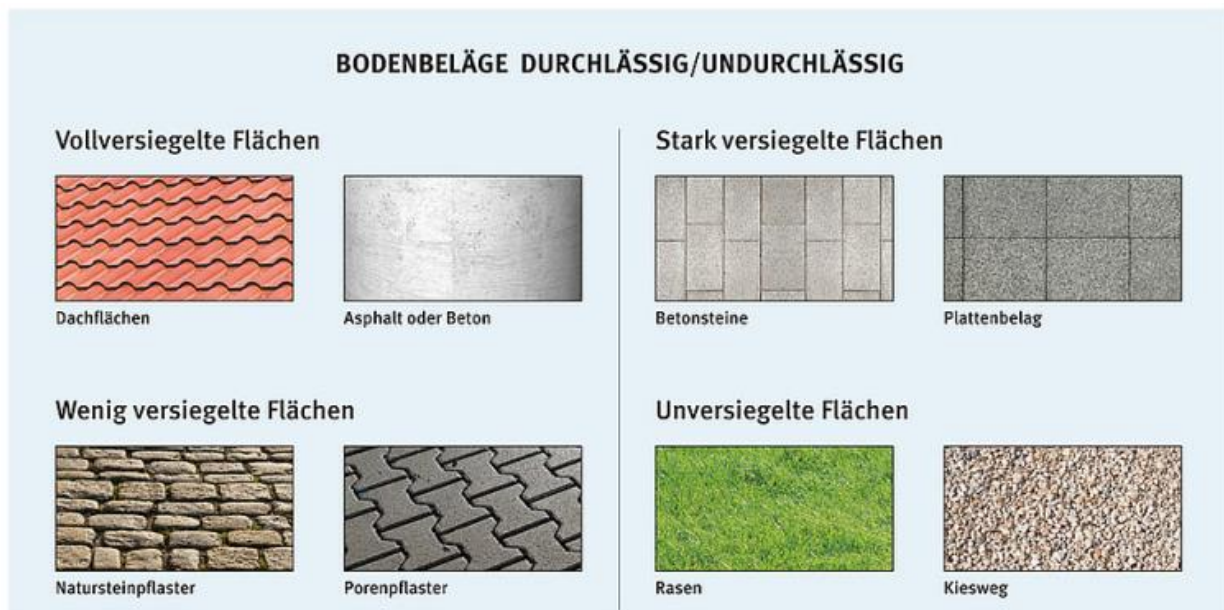 BODENBELÄGE DURCHLÄSSIG/UNDURCHLÄSSIG
Vollversiegelte Flächen
Dachflächen
Asphalt oder Beton
Stark versiegelte Flächen
Betonsteine
Plattenbelag
Wenig versiegelte Flächen
Natursteinpflaster
Porenpflaster
Unversiegelte Flächen
Rasen
Kiesweg